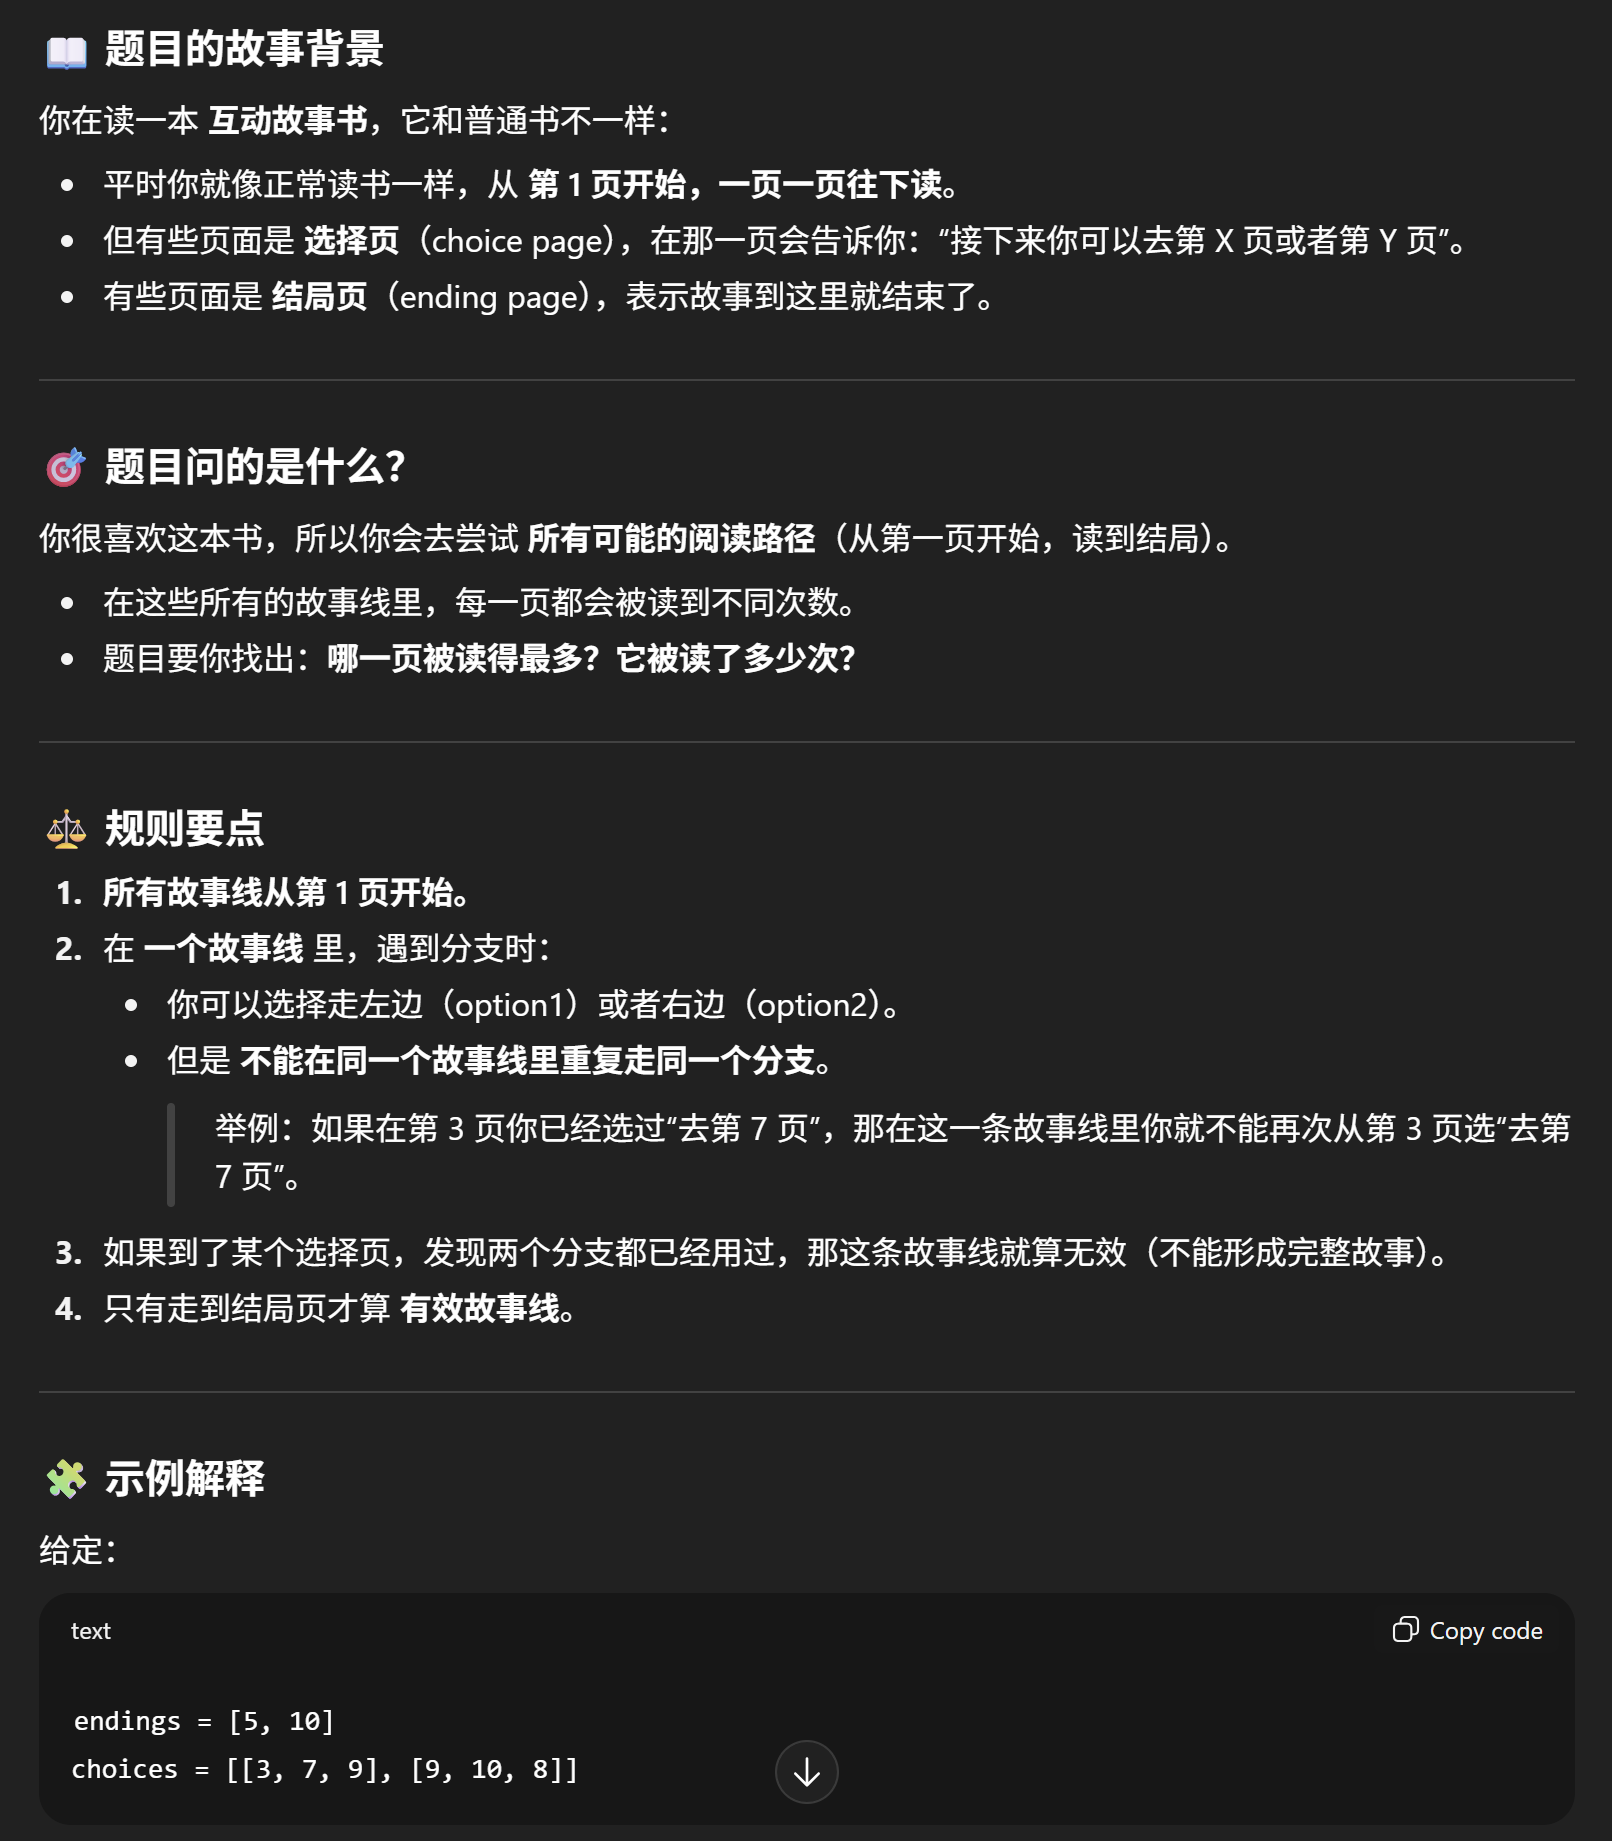 📖 题目的故事背景
你在读一本 互动故事书，它和普通书不一样：
• 平时你就像正常读书一样，从 第 1 页开始，一页一页往下读。
• 但有些页面是 选择页（choice page），在那一页会告诉你：“接下来你可以去第 X 页或者第 Y 页”。
• 有些页面是 结局页（ending page），表示故事到这里就结束了。
🎯 题目问的是什么？
你很喜欢这本书，所以你会去尝试 所有可能的阅读路径（从第一页开始，读到结局）。
• 在这些所有的故事线里，每一页都会被读到不同次数。
• 题目要你找出：哪一页被读得最多？它被读了多少次？
⚖️ 规则要点
1. 所有故事线从第 1 页开始。
2. 在 一个故事线 里，遇到分支时：
• 你可以选择走左边（option1）或者右边（option2）。
• 但是 不能在同一个故事线里重复走同一个分支。
举例：如果在第 3 页你已经选过“去第 7 页”，那在这一条故事线里你就不能再次从第 3 页选“去第
7 页”。
3. 如果到了某个选择页，发现两个分支都已经用过，那这条故事线就算无效（不能形成完整故事）。
4. 只有走到结局页才算 有效故事线。
🧩 示例解释
给定：
text
Copy code
endings = [5, 10]
choices = [[3, 7, 9], [9, 10, 8]]